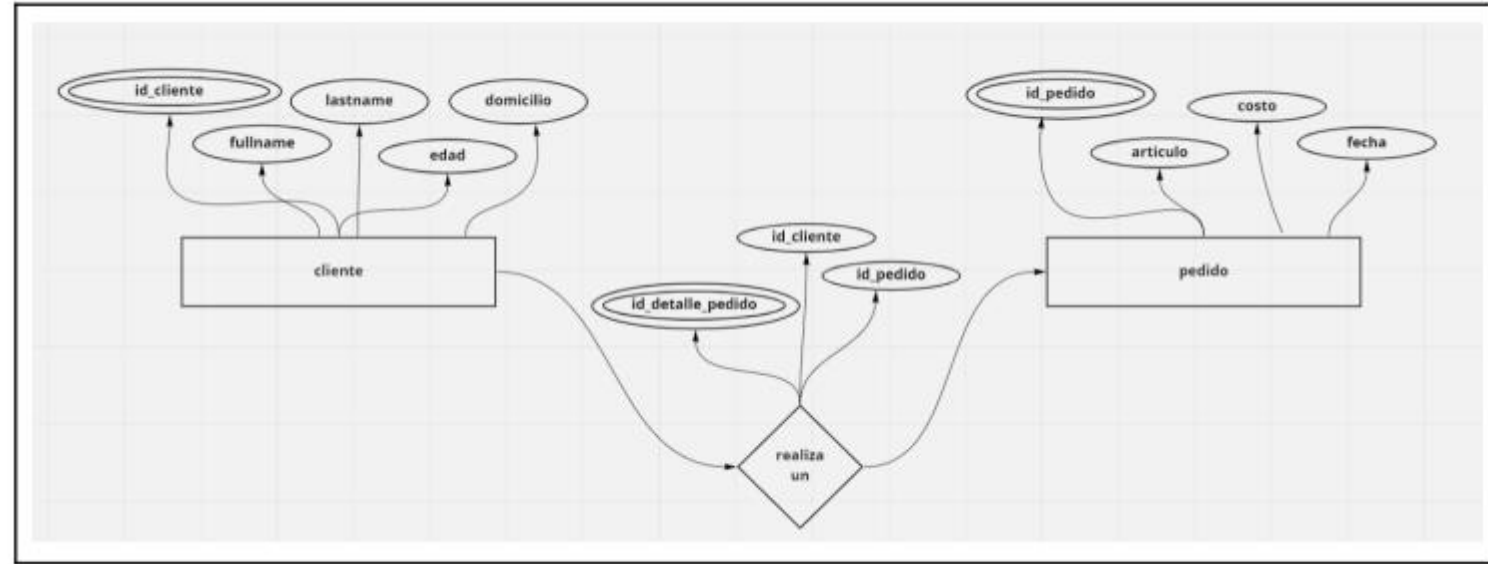 id_cliente
lastname
domicilio
fullname
edad
cliente
id_pedido
costo
articulo
fecha
pedido
id_cliente
id_pedido
id_detalle_pedido
realiza
un